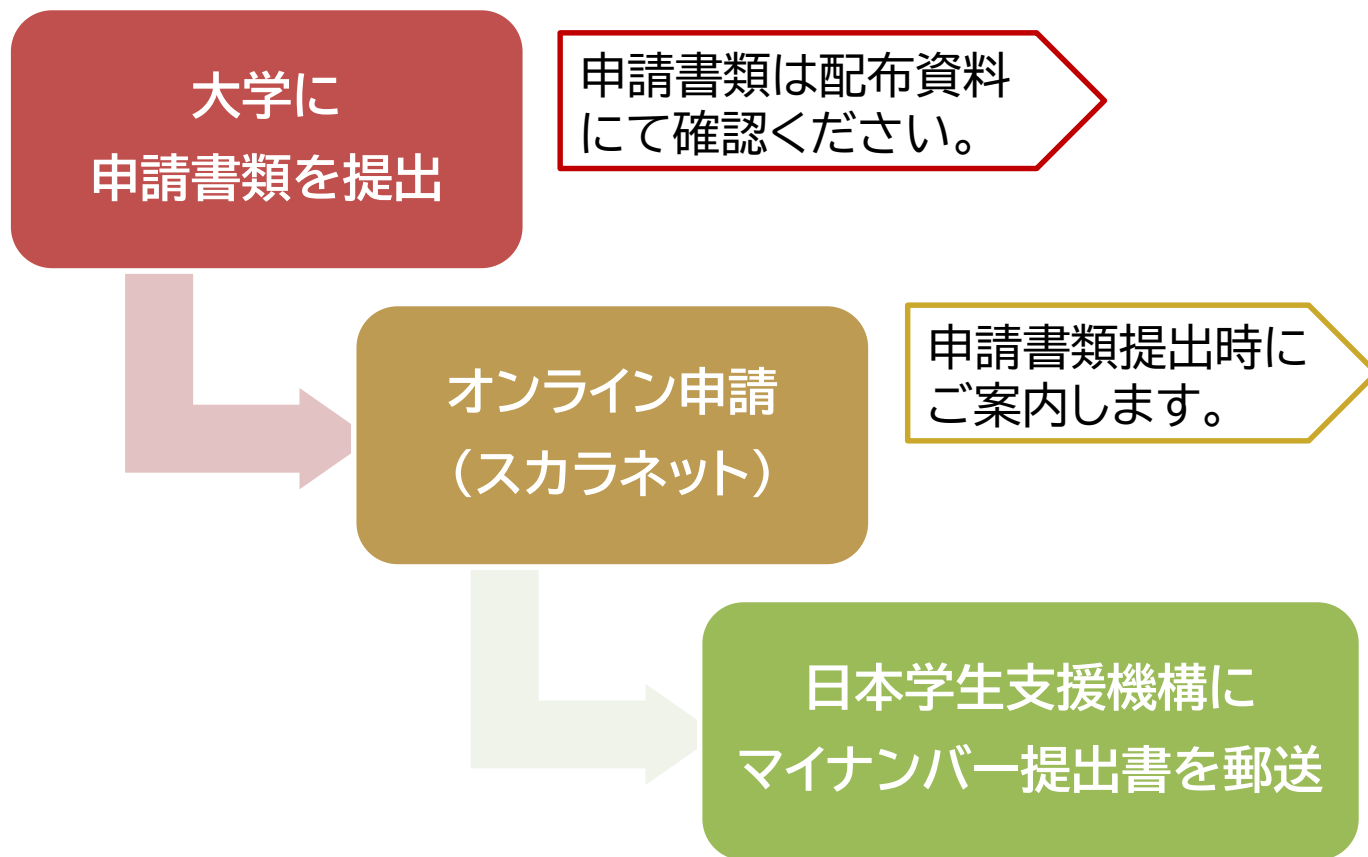 大学に
申請書類を提出
申請書類は配布資料
にて確認ください。
オンライン申請
（スカラネット）
申請書類提出時に
ご案内します。
日本学生支援機構に
マイナンバー提出書を郵送